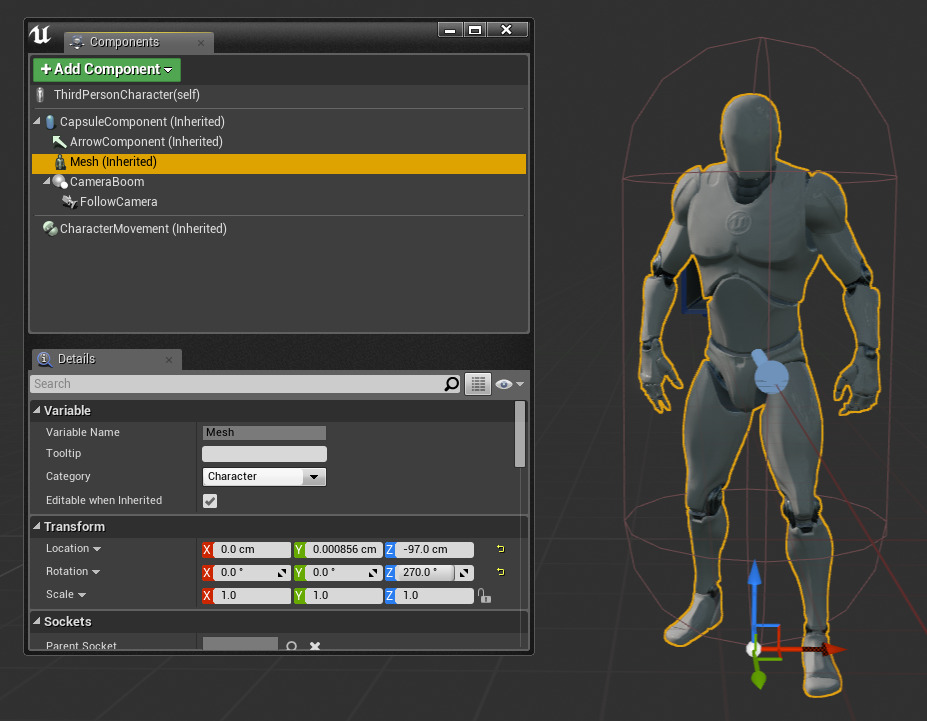 Components
+ Add Component
ThirdPersonCharacter(self)
CapsuleComponent (Inherited)
ArrowComponent (Inherited)
Mesh (Inherited)
CameraBoom
FollowCamera
CharacterMovement (Inherited)
Details
Search
Variable
Variable Name Mesh
Tooltip
Category Character
Editable when Inherited
Transform
Location X 0.0 cm Y 0.000856 cm Z -97.0 cm
Rotation X 0.0 ° Y 0.0 ° Z 270.0 °
Scale X 1.0 Y 1.0 Z 1.0
Sockets
Parent Socket